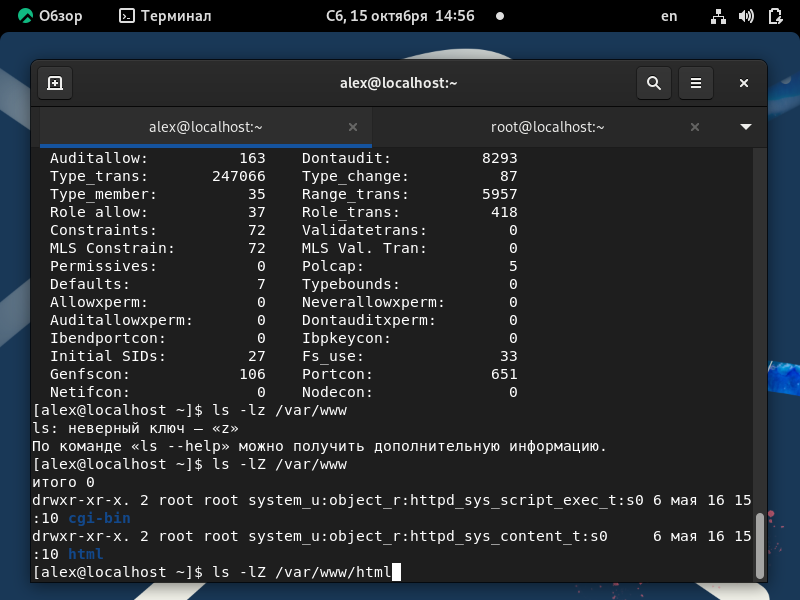 Обзор Терминал Сб, 15 октября 14:56 en
alex@localhost:~
alex@localhost:~ root@localhost:~
Auditallow: 163 Dontaudit: 8293
Type_trans: 247066 Type_change: 87
Type_member: 35 Range_trans: 5957
Role allow: 37 Role_trans: 418
Constraints: 72 Validatetrans: 0
MLS Constrain: 72 MLS Val. Tran: 0
Permissives: 0 Polcap: 5
Defaults: 7 Typebounds: 0
Allowxperm: 0 Neverallowxperm: 0
Auditallowxperm: 0 Dontauditxperm: 0
Ibendportcon: 0 Ibpkeycon: 0
Initial SIDs: 27 Fs_use: 33
Genfscon: 106 Portcon: 651
Netifcon: 0 Nodecon: 0
[alex@localhost ~]$ ls -lz /var/www
ls: неверный ключ — «z»
По команде «ls --help» можно получить дополнительную информацию.
[alex@localhost ~]$ ls -lZ /var/www
итого 0
drwxr-xr-x. 2 root root system_u:object_r:httpd_sys_script_exec_t:s0 6 мая 16 15
:10 cgi-bin
drwxr-xr-x. 2 root root system_u:object_r:httpd_sys_content_t:s0 6 мая 16 15
:10 html
[alex@localhost ~]$ ls -lZ /var/www/html